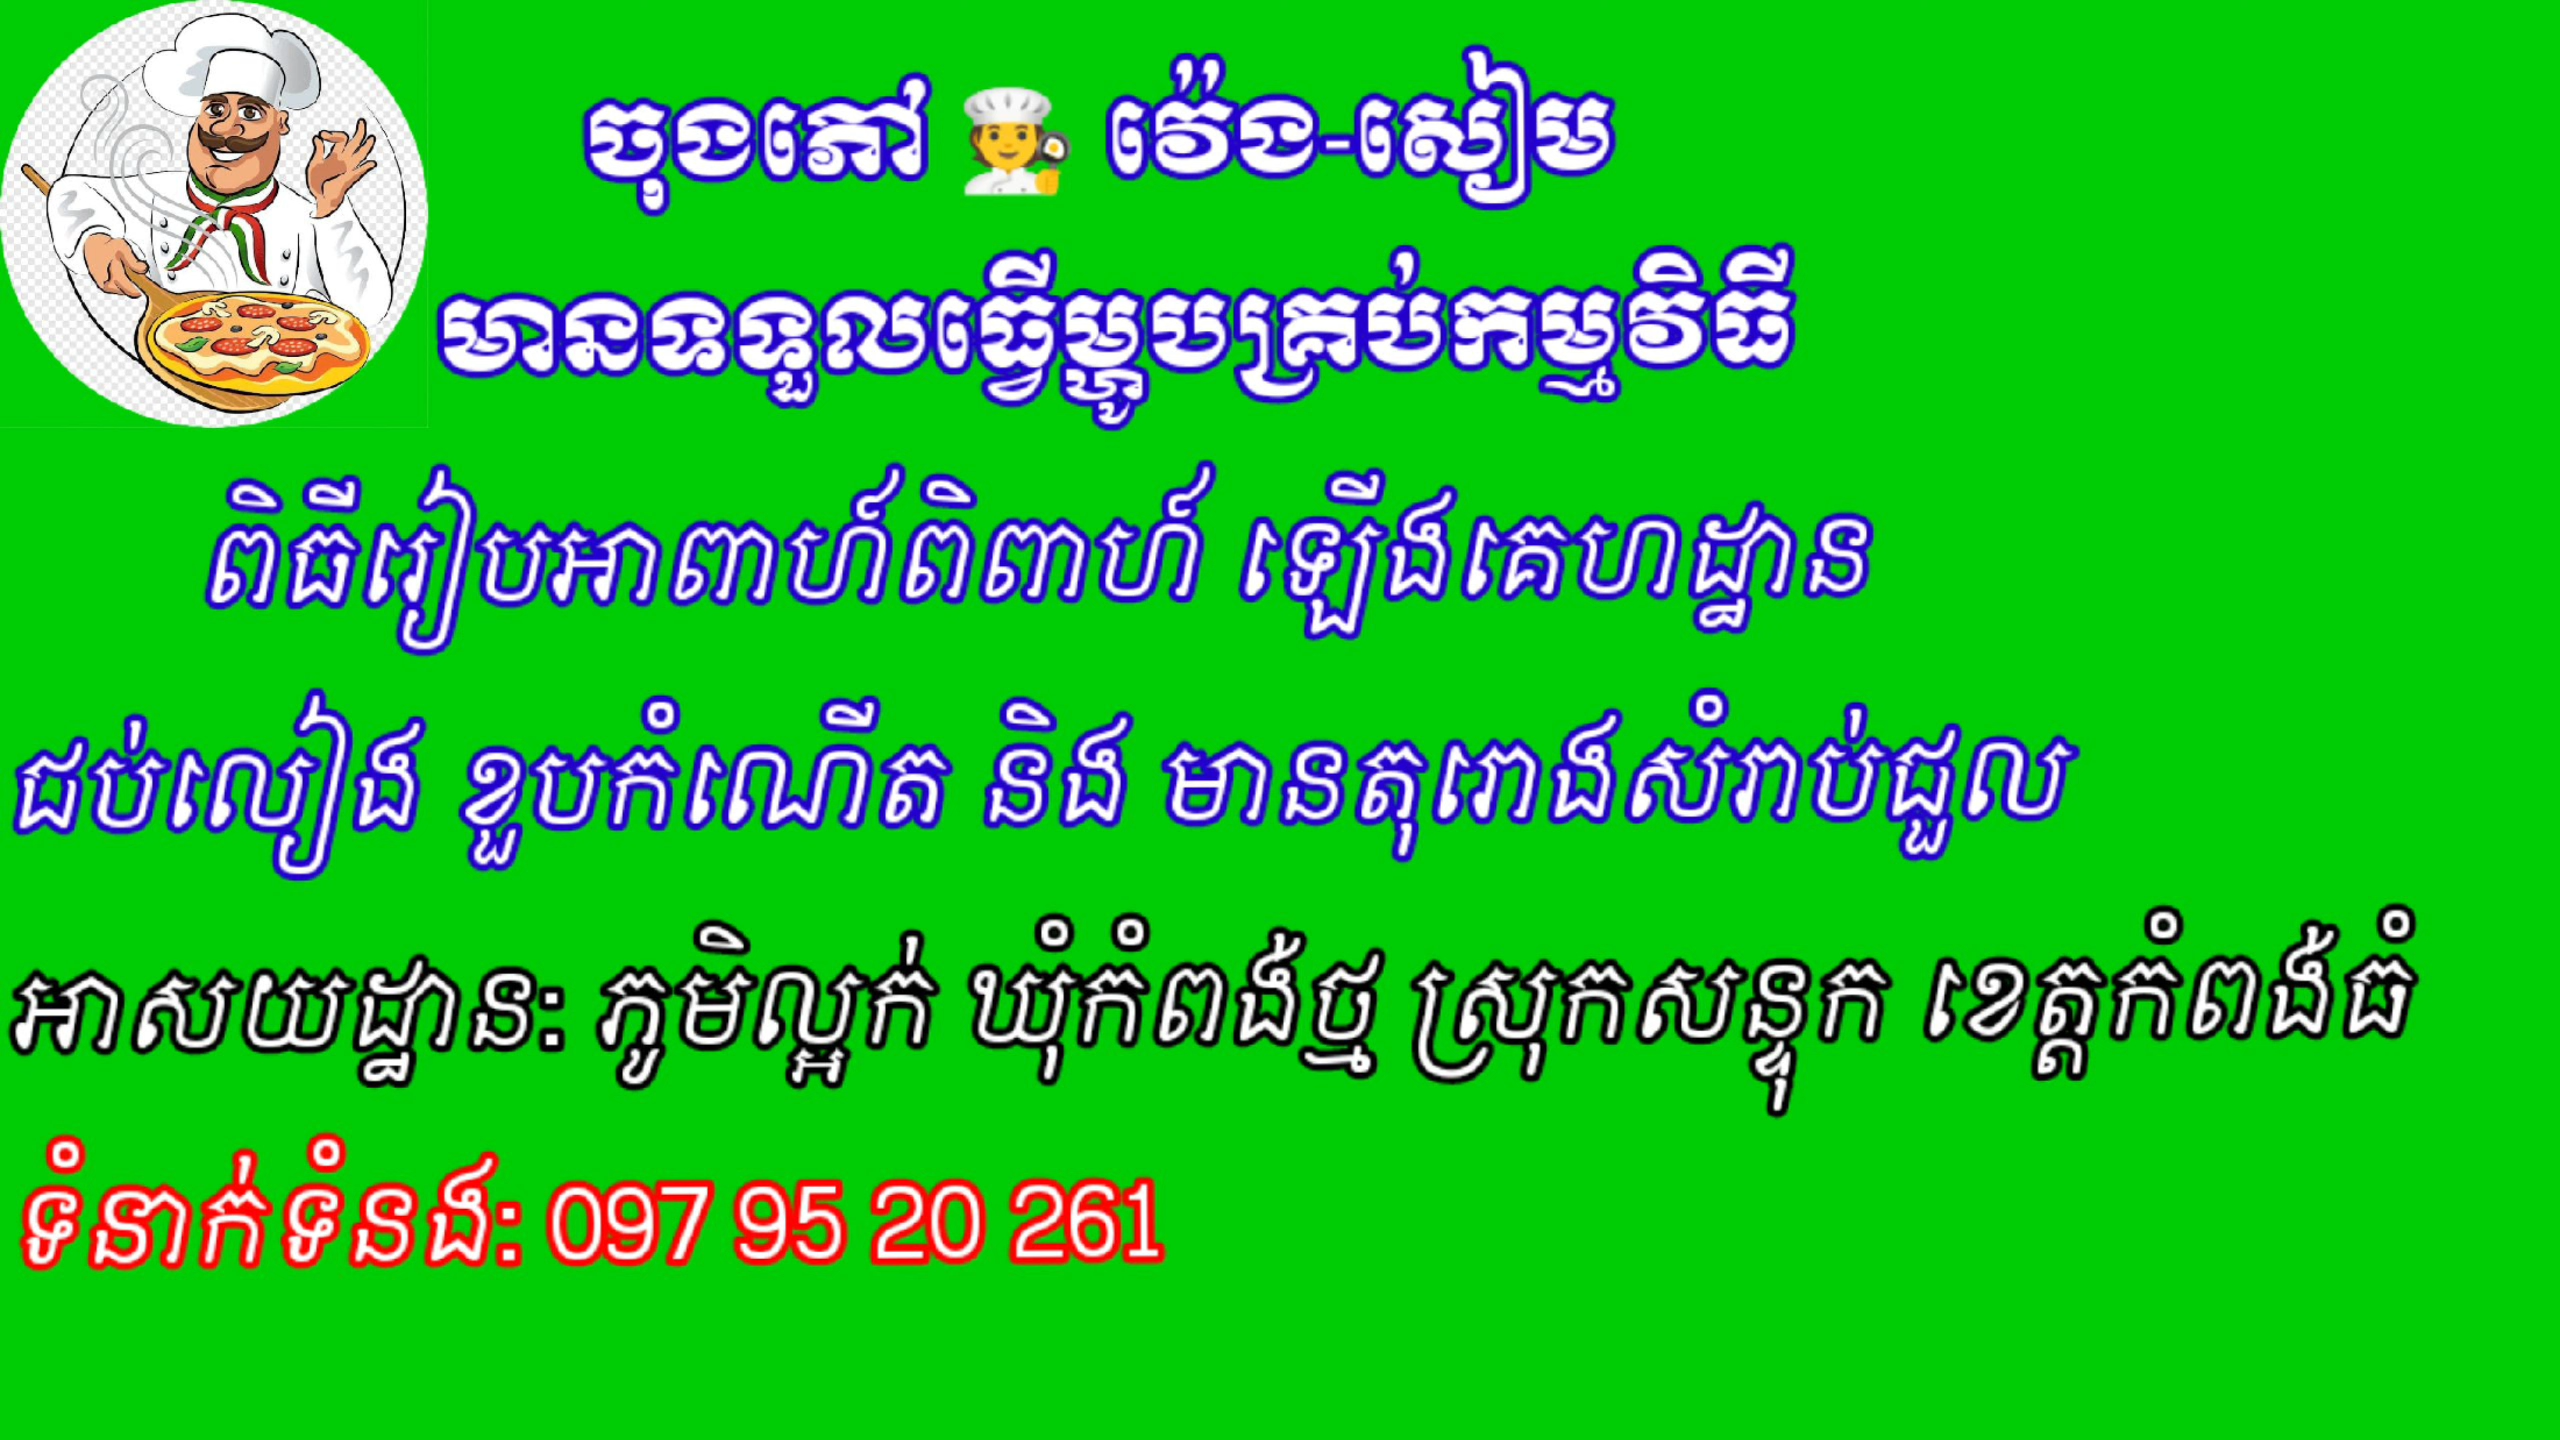 ចុងភៅ 🧑‍🍳 វ៉េង-សៀម
មានទទួលធ្វើម្ហូបគ្រប់កម្មវិធី
ពិធីរៀបអាពាហ៍ពិពាហ៍ ឡើងគេហដ្ឋាន
ជប់លៀង ខួបកំណើត និង មានតុរោងសំរាប់ជួល
អាសយដ្ឋាន: ភូមិល្អក់ ឃុំកំពង់ថ្ម ស្រុកសន្ទុក ខេត្តកំពង់ធំ
ទំនាក់ទំនង: 097 95 20 261